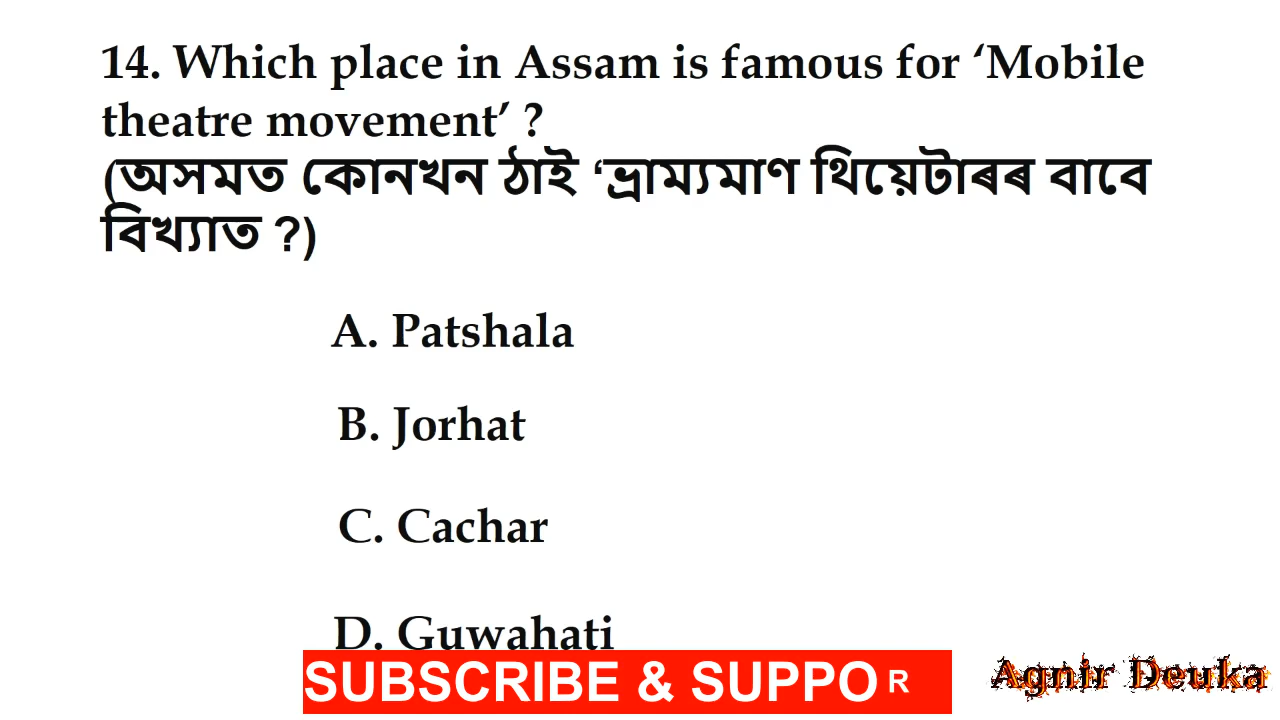 14. Which place in Assam is famous for ‘Mobile
theatre movement’ ?
(অসমত কোনখন ঠাই ‘ভ্ৰাম্যমাণ থিয়েটাৰৰ বাবে
বিখ্যাত ?)
A. Patshala
B. Jorhat
C. Cachar
D. Guwahati
SUBSCRIBE & SUPPOR
Agnir Deuka